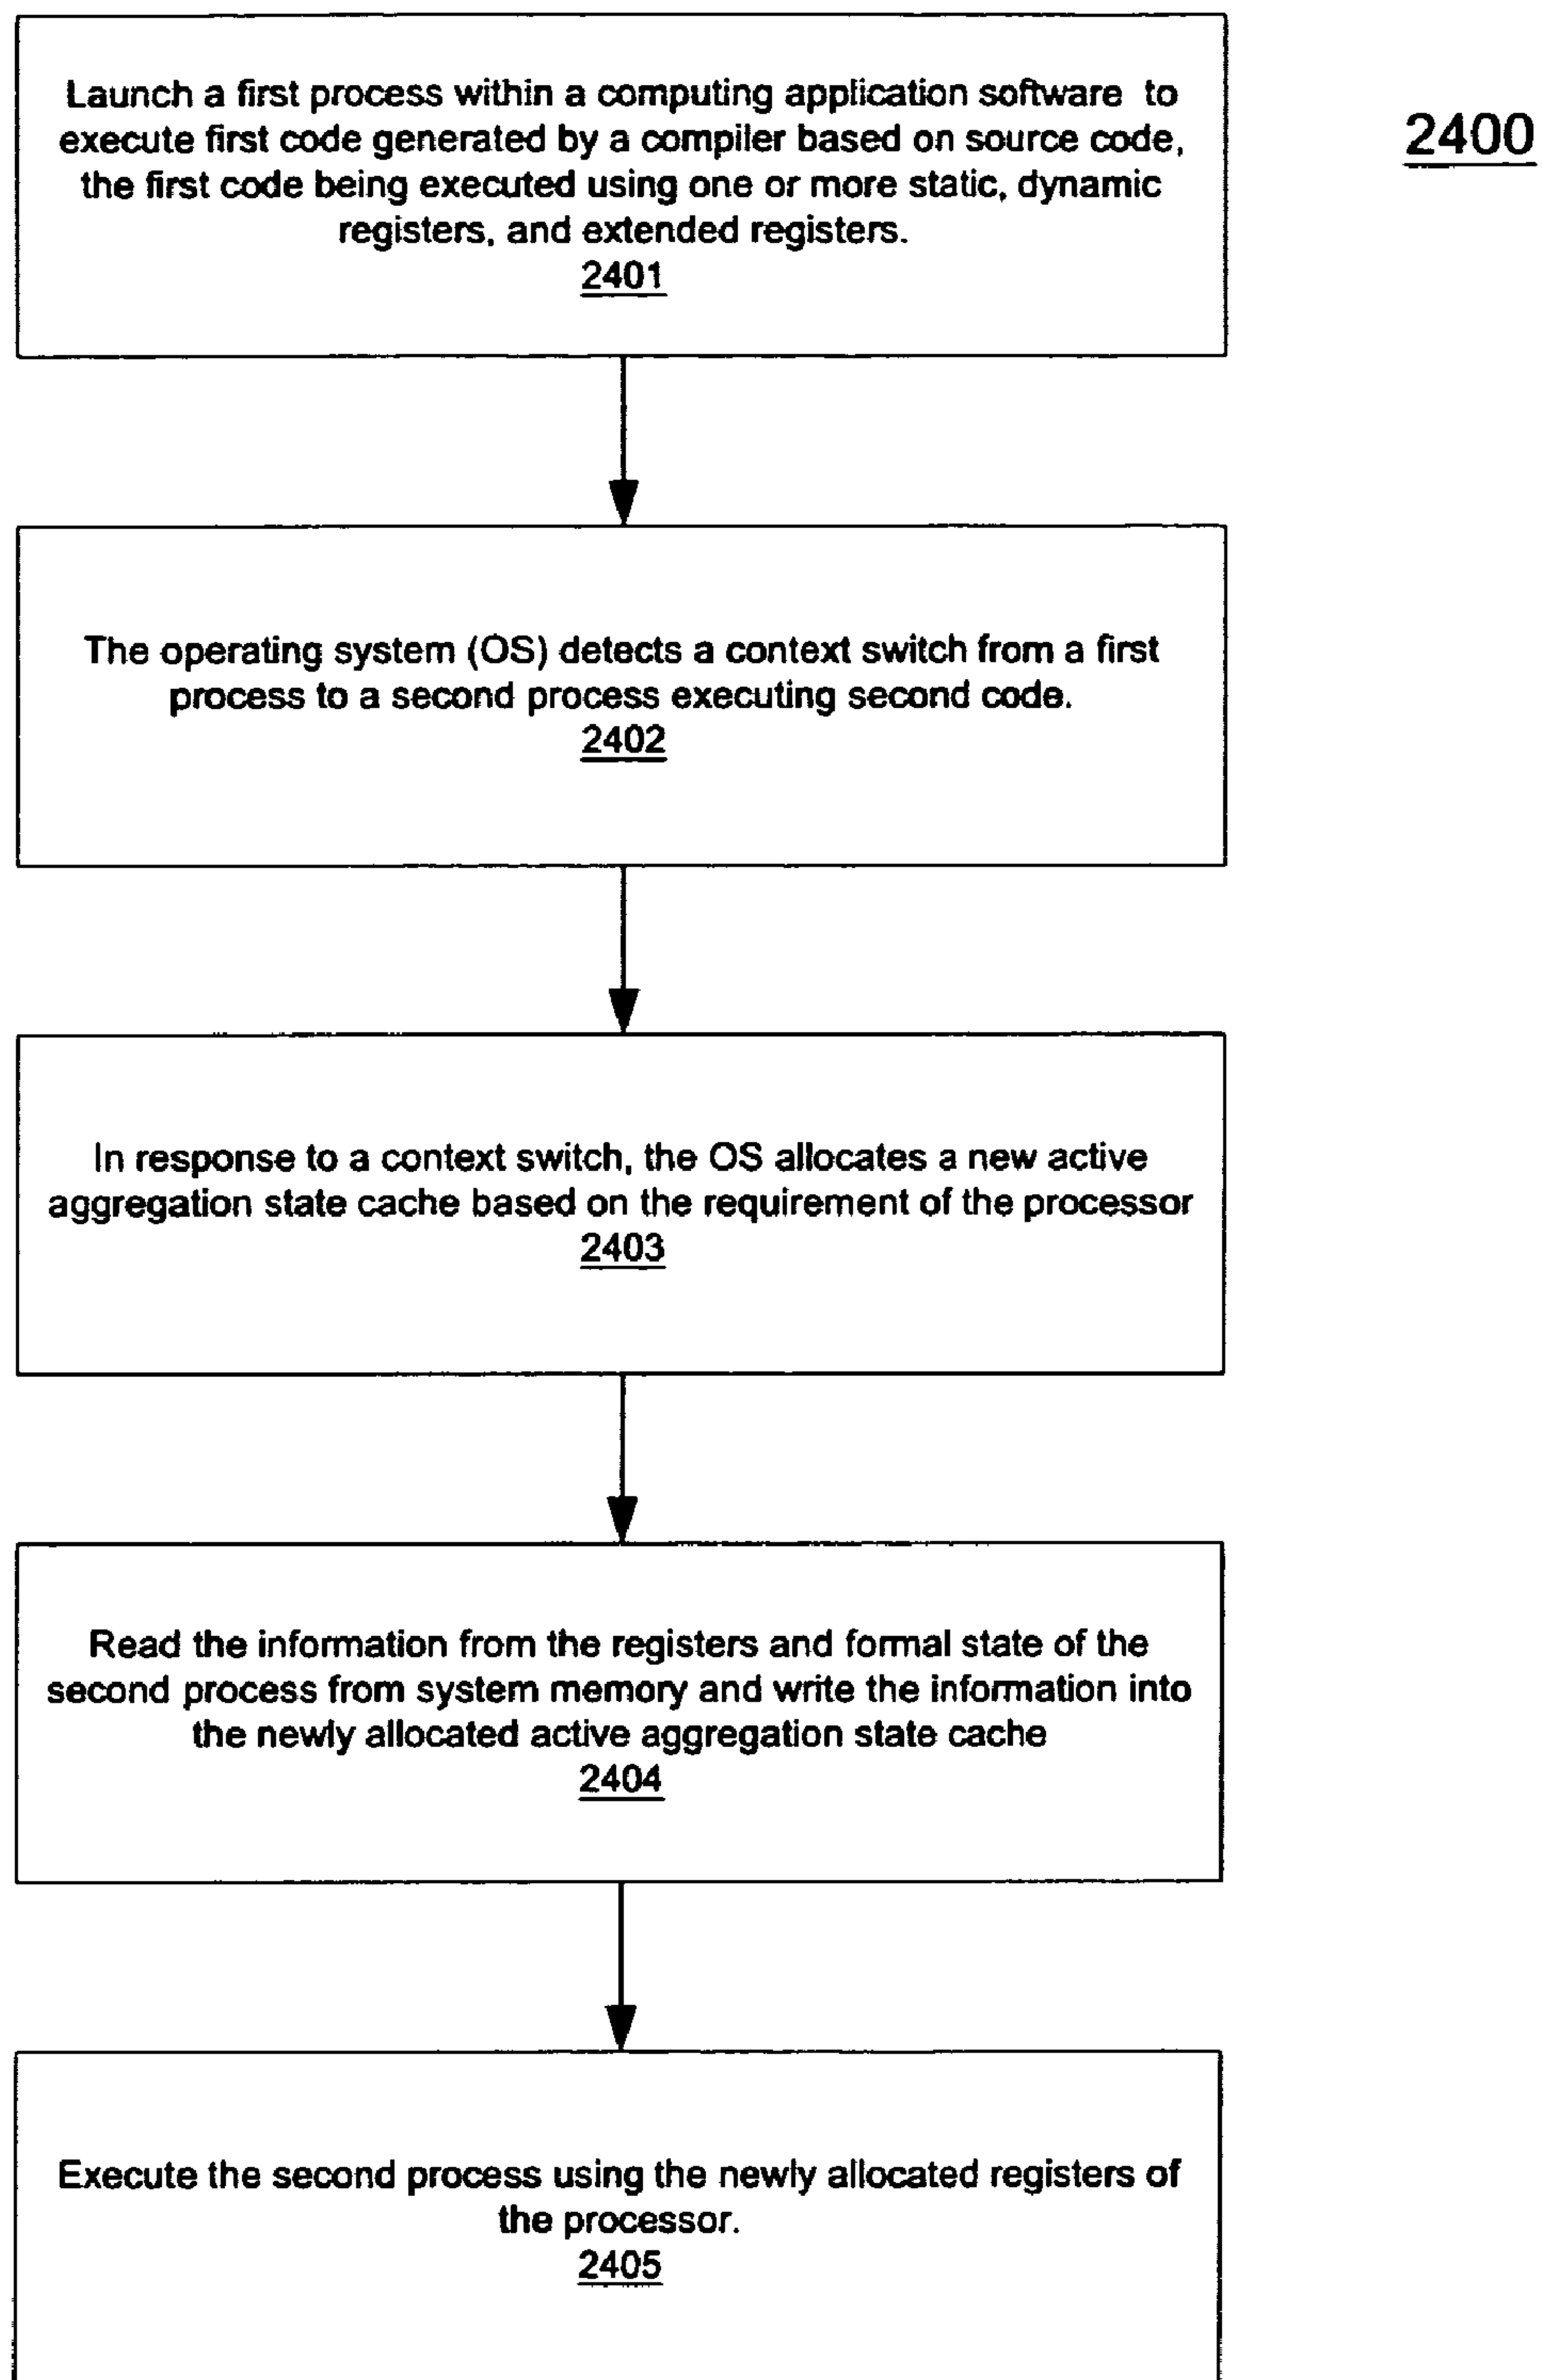 Launch a first process within a computing application software to
execute first code generated by a compiler based on source code,
the first code being executed using one or more static, dynamic
registers, and extended registers.
2401
2400
The operating system (OS) detects a context switch from a first
process to a second process executing second code.
2402
In response to a context switch, the OS allocates a new active
aggregation state cache based on the requirement of the processor
2403
Read the information from the registers and formal state of the
second process from system memory and write the information into
the newly allocated active aggregation state cache
2404
Execute the second process using the newly allocated registers of
the processor.
2405